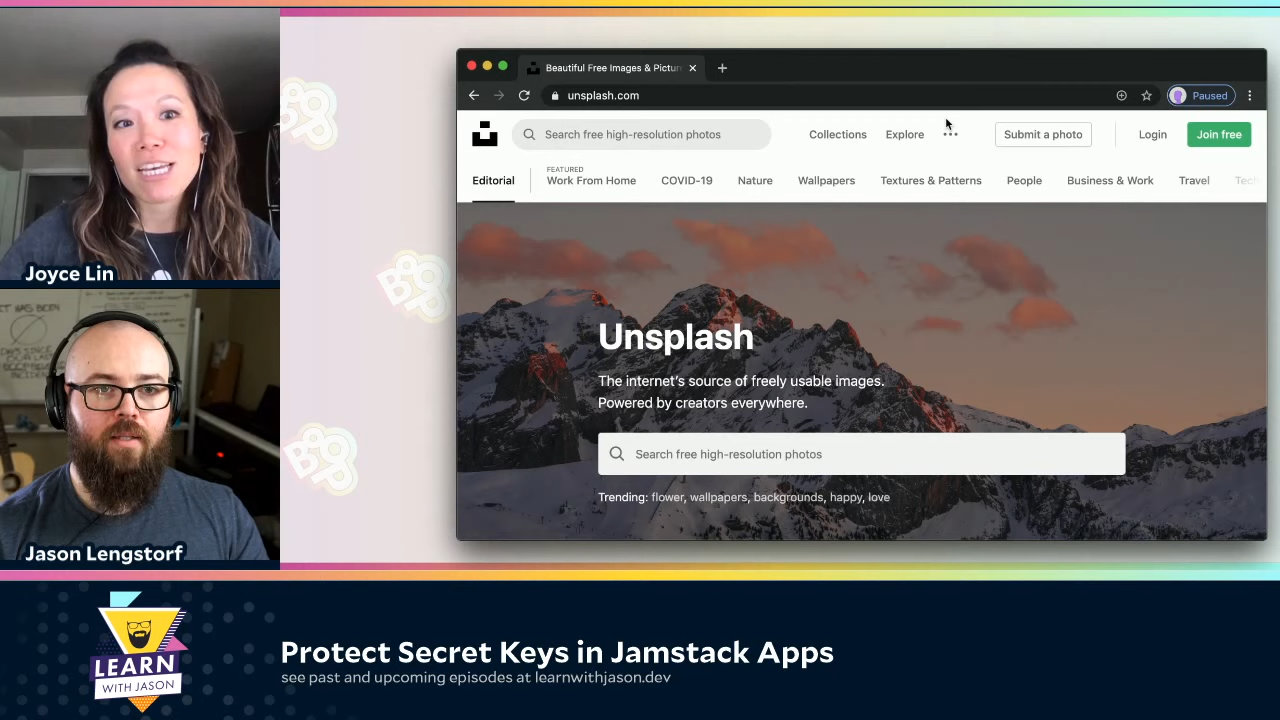 Joyce Lin
Jason Lengstorf
Beautiful Free Images & Pictur
unsplash.com
Paused
Search free high-resolution photos
Collections
Explore
Submit a photo
Login
Join free
Editorial
FEATURED
Work From Home
COVID-19
Nature
Wallpapers
Textures & Patterns
People
Business & Work
Travel
Tech
Unsplash
The internet's source of freely usable images.
Powered by creators everywhere.
Search free high-resolution photos
Trending: flower, wallpapers, backgrounds, happy, love
LEARN
WITH JASON
Protect Secret Keys in Jamstack Apps
see past and upcoming episodes at learnwithjason.dev